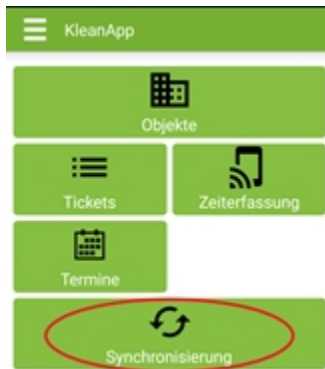 KleanApp
Objekte
Tickets
Zeiterfassung
Termine
Synchronisierung